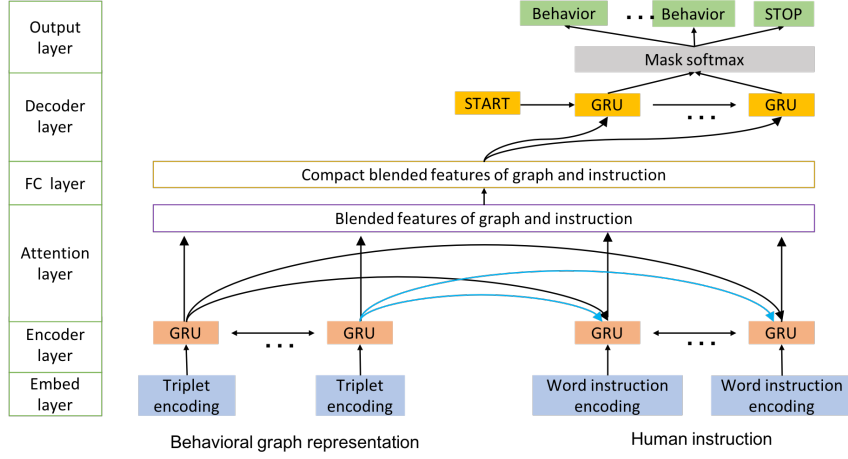 Output
layer
Behavior
...
Behavior
STOP
Mask softmax
Decoder
layer
START
GRU
...
GRU
FC layer
Compact blended features of graph and instruction
Attention
layer
Blended features of graph and instruction
Encoder
layer
GRU
...
GRU
GRU
...
GRU
Embed
layer
Triplet
encoding
Triplet
encoding
Word instruction
encoding
Word instruction
encoding
Behavioral graph representation
Human instruction